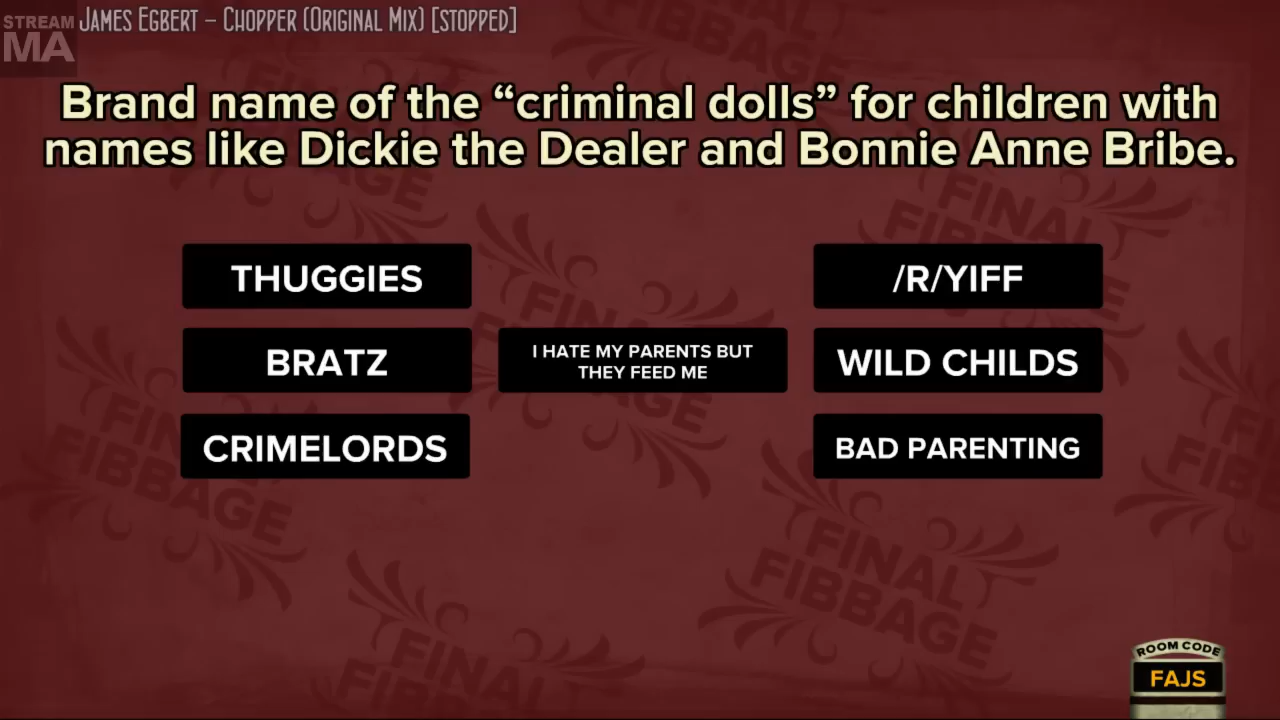 STREAM
MA
James Egbert – Chopper (Original Mix) [stopped]
Brand name of the “criminal dolls” for children with
names like Dickie the Dealer and Bonnie Anne Bribe.
THUGGIES
/R/YIFF
BRATZ
I HATE MY PARENTS BUT
THEY FEED ME
WILD CHILDS
CRIMELORDS
BAD PARENTING
FINAL
FIBBAGE
ROOM CODE
FAJS